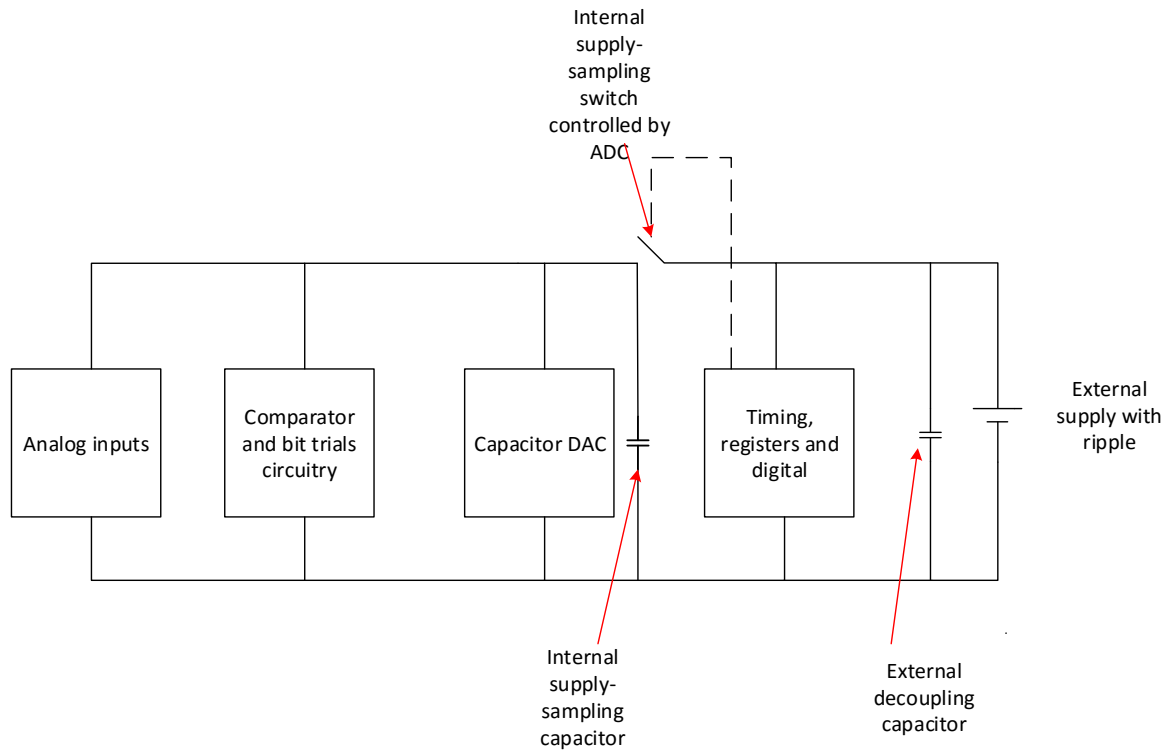 Internal
supply-
sampling
switch
controlled by
ADC
Analog inputs
Comparator
and bit trials
circuitry
Capacitor DAC
Timing,
registers and
digital
External
supply with
ripple
Internal
supply-
sampling
capacitor
External
decoupling
capacitor